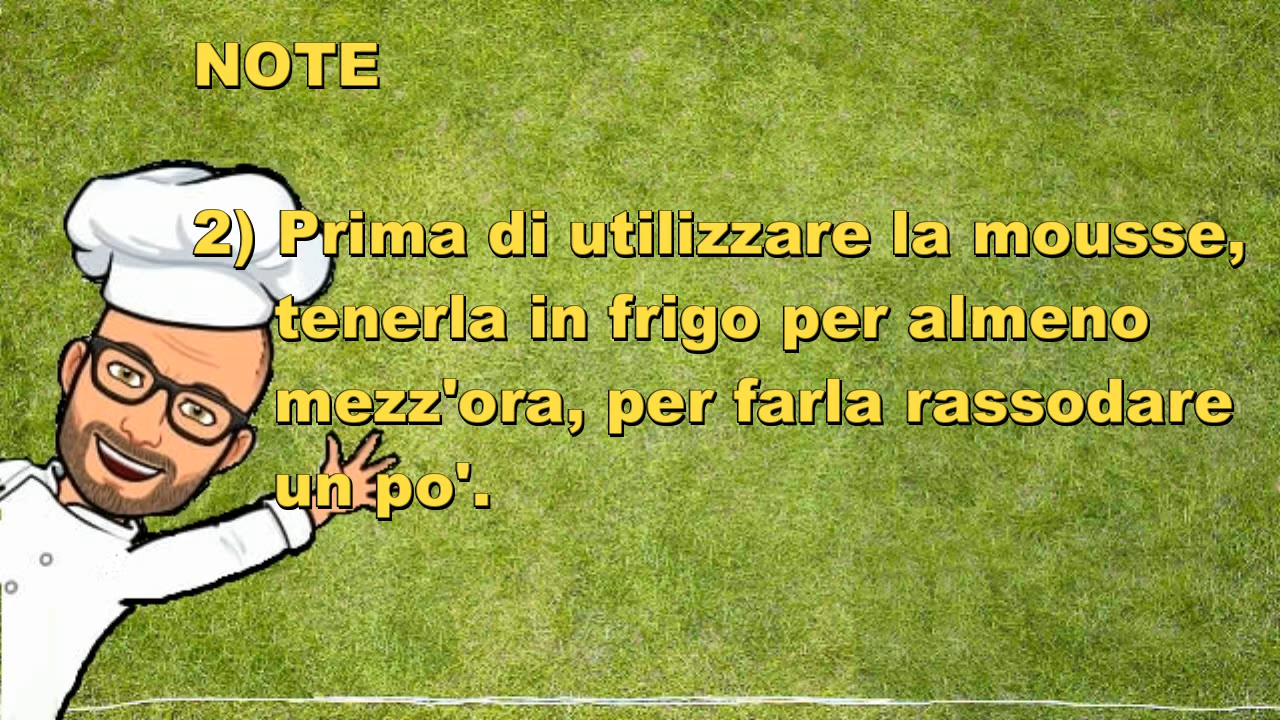 NOTE
2) Prima di utilizzare la mousse,
tenerla in frigo per almeno
mezz'ora, per farla rassodare
un po'.